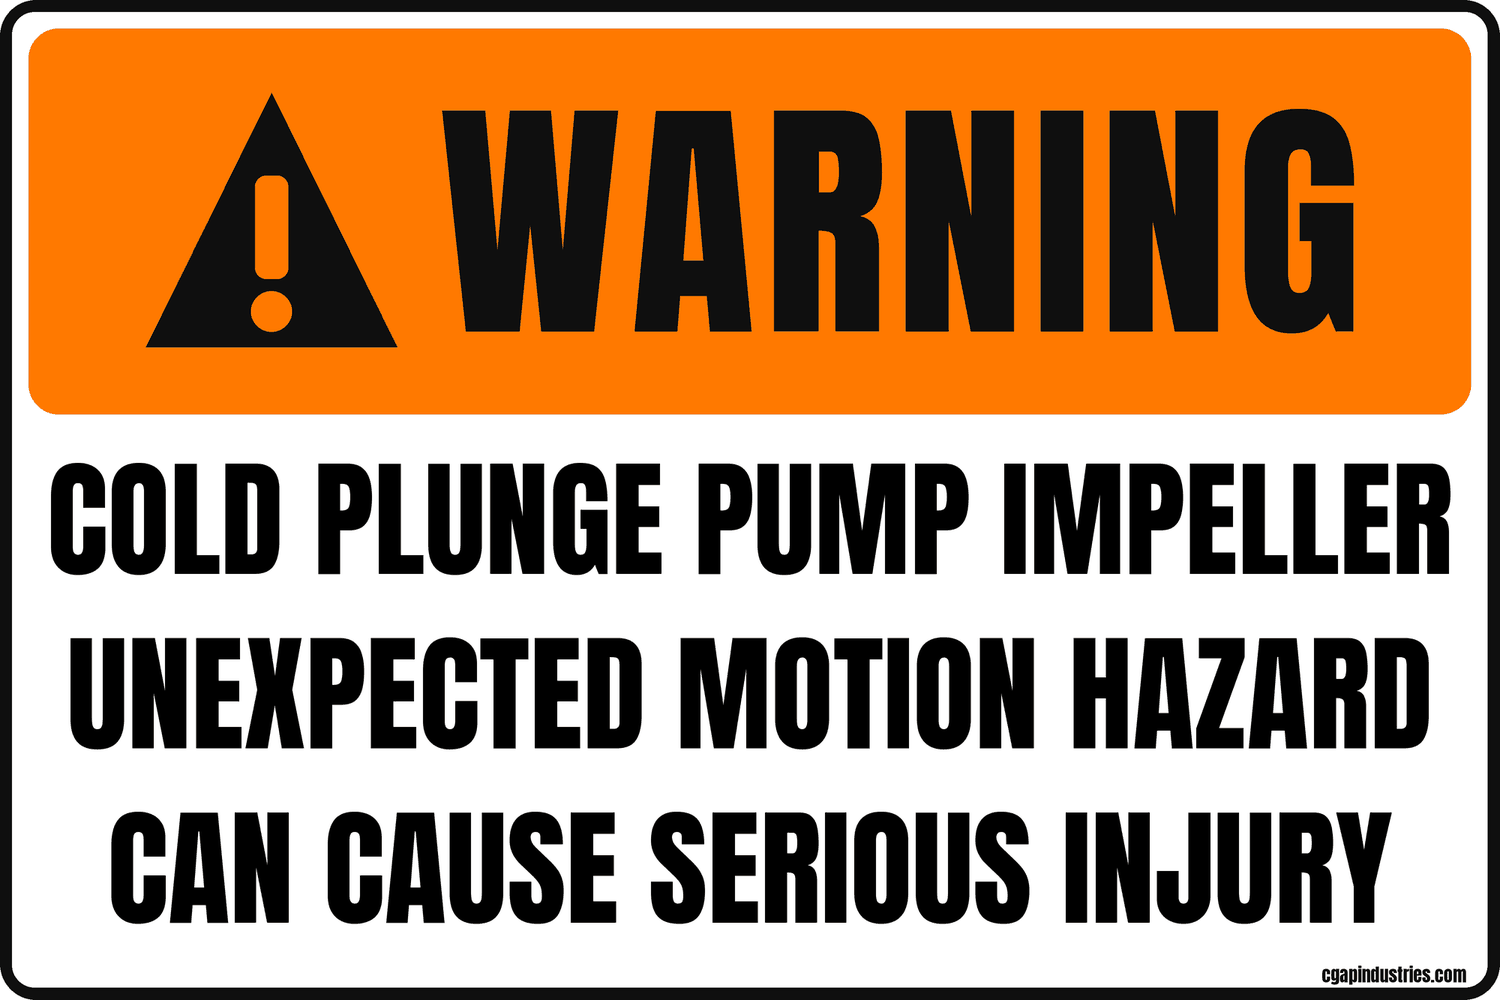 WARNING
COLD PLUNGE PUMP IMPELLER
UNEXPECTED MOTION HAZARD
CAN CAUSE SERIOUS INJURY
cgapindustries.com